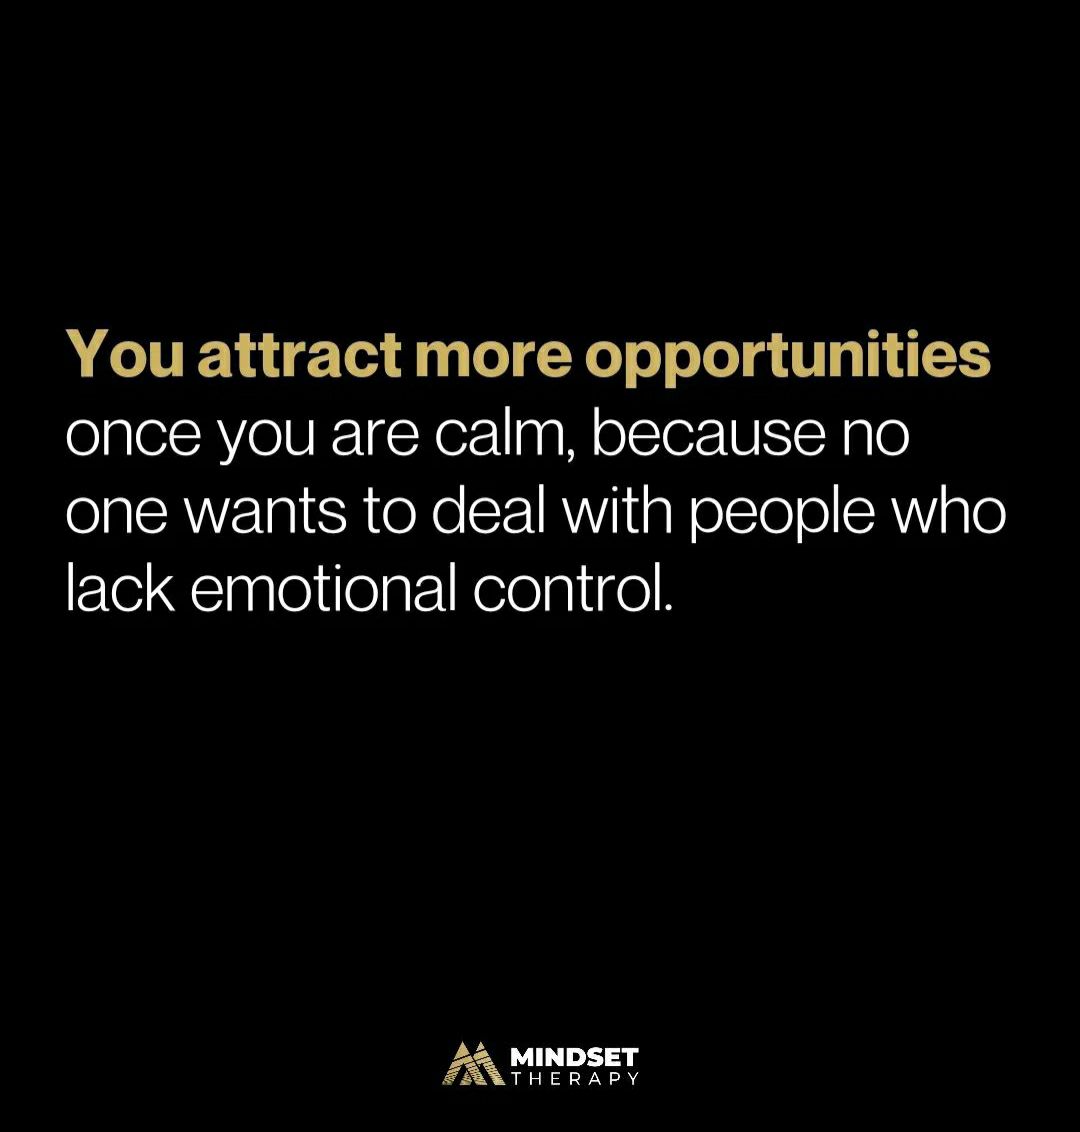 You attract more opportunities
once you are calm, because no
one wants to deal with people who
lack emotional control.
MINDSET
THERAPY